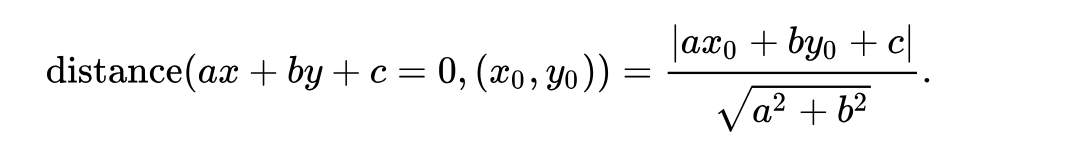 distance(ax + by + c = 0, (x₀, y₀)) = |ax₀ + by₀ + c| / √(a² + b²).